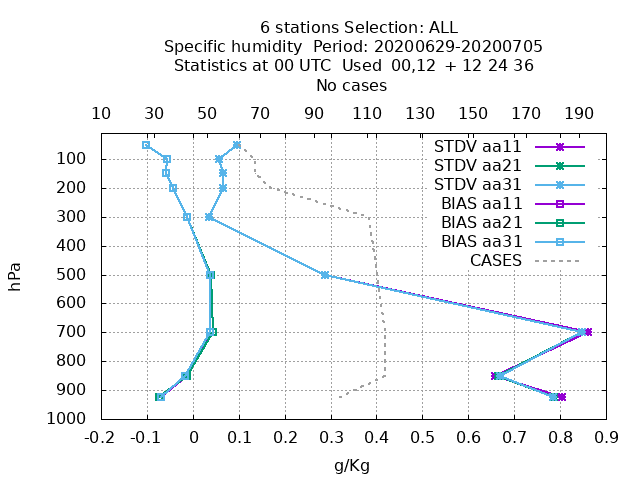 6 stations Selection: ALL
Specific humidity  Period: 20200629-20200705
Statistics at 00 UTC  Used  00,12  + 12 24 36
No cases
10 30 50 70 90 110 130 150 170 190
STDV aa11
STDV aa21
STDV aa31
BIAS aa11
BIAS aa21
BIAS aa31
CASES
hPa
100
200
300
400
500
600
700
800
900
1000
-0.2 -0.1 0 0.1 0.2 0.3 0.4 0.5 0.6 0.7 0.8 0.9
g/Kg